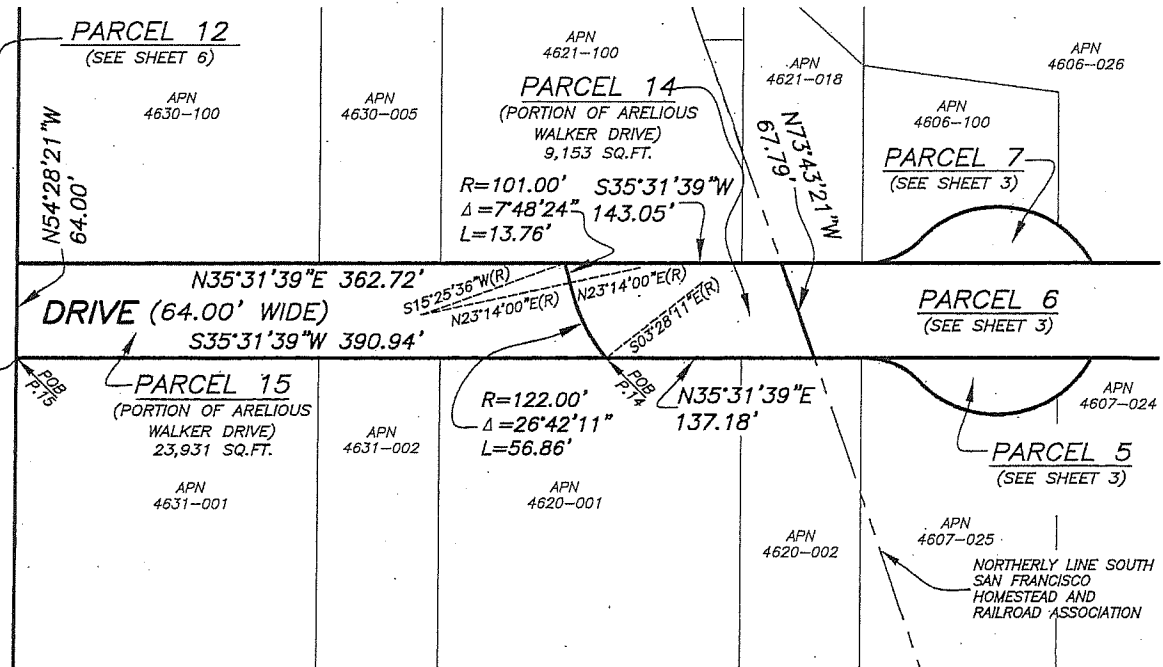 PARCEL 12
(SEE SHEET 6)
APN
4630-100
APN
4630-005
APN
4621-100
PARCEL 14
(PORTION OF ARELIOUS
WALKER DRIVE)
9,153 SQ.FT.
APN
4621-018
APN
4606-026
APN
4606-100
PARCEL 7
(SEE SHEET 3)
N54°28'21"W
64.00'
R=101.00'
Δ=7°48'24"
L=13.76'
S35°31'39"W
143.05'
N73°43'21"W
67.79'
N35°31'39"E 362.72'
DRIVE (64.00' WIDE)
S35°31'39"W 390.94'
S15°25'36"W(R)
N23°14'00"E(R)
N23°14'00"E(R)
S03°28'11"E(R)
PARCEL 6
(SEE SHEET 3)
POB
P.15
PARCEL 15
(PORTION OF ARELIOUS
WALKER DRIVE)
23,931 SQ.FT.
APN
4631-001
APN
4631-002
R=122.00'
Δ=26°42'11"
L=56.86'
POB
P.14
N35°31'39"E
137.18'
APN
4620-001
APN
4620-002
APN
4607-024
PARCEL 5
(SEE SHEET 3)
APN
4607-025
NORTHERLY LINE SOUTH
SAN FRANCISCO
HOMESTEAD AND
RAILROAD ASSOCIATION